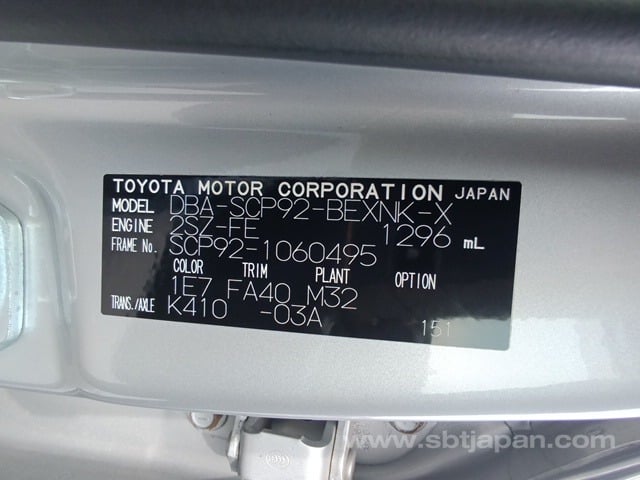 TOYOTA MOTOR CORPORATION JAPAN
MODEL DBA-SCP92-BEXNK-X
ENGINE 2SZ-FE 1296 mL
FRAME No. SCP92-1060495
COLOR TRIM PLANT OPTION
1E7 FA40 M32
TRANS./AXLE K410 -03A
151
www.sbtjapan.com